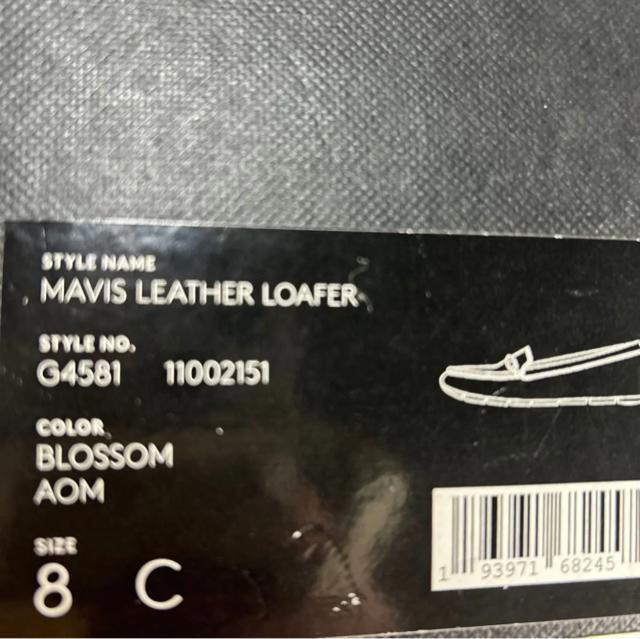 STYLE NAME
MAVIS LEATHER LOAFER
STYLE NO.
G4581 11002151
COLOR
BLOSSOM
AOM
SIZE
8 C
1 93971 68245